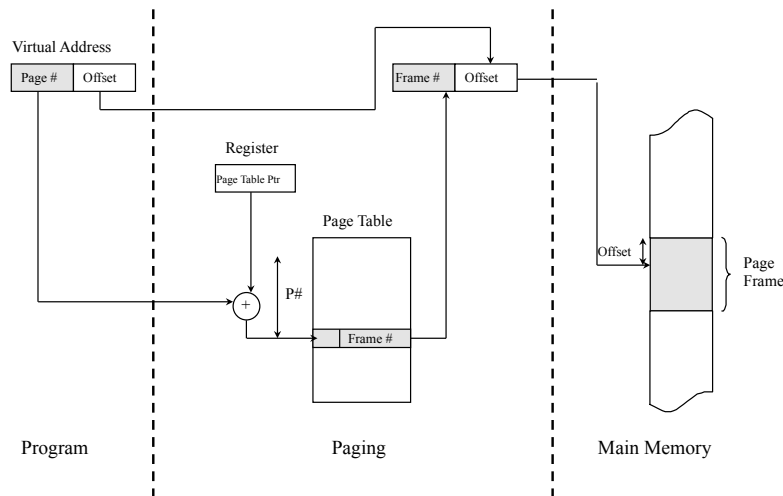 Virtual Address
Page #
Offset
Frame #
Offset
Register
Page Table Ptr
Page Table
P#
+
Frame #
Offset
Page
Frame
Program
Paging
Main Memory